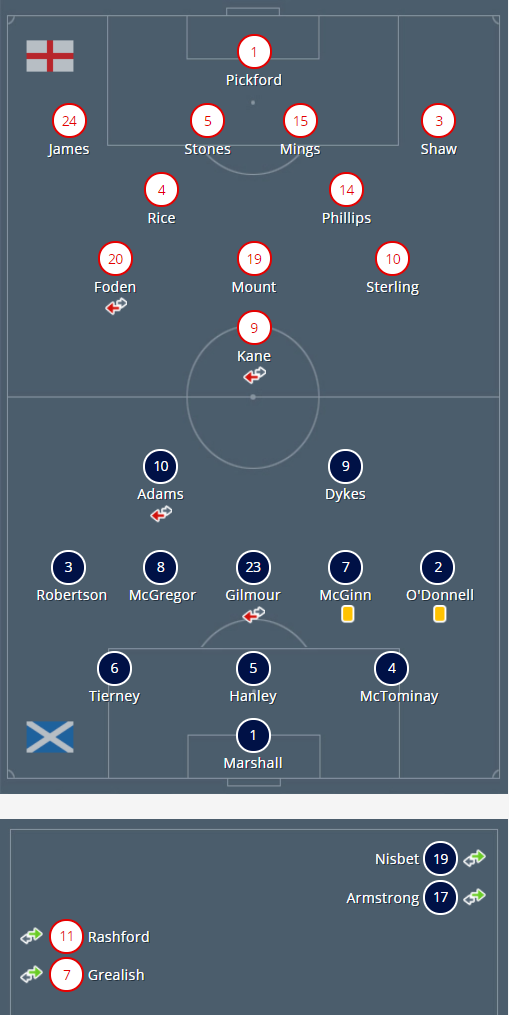 1
Pickford
24 5 15 3
James Stones Mings Shaw
4 14
Rice Phillips
20 19 10
Foden Mount Sterling
9
Kane
10 9
Adams Dykes
3 8 23 7 2
Robertson McGregor Gilmour McGinn O'Donnell
6 5 4
Tierney Hanley McTominay
1
Marshall
Nisbet 19
Armstrong 17
11 Rashford
7 Grealish